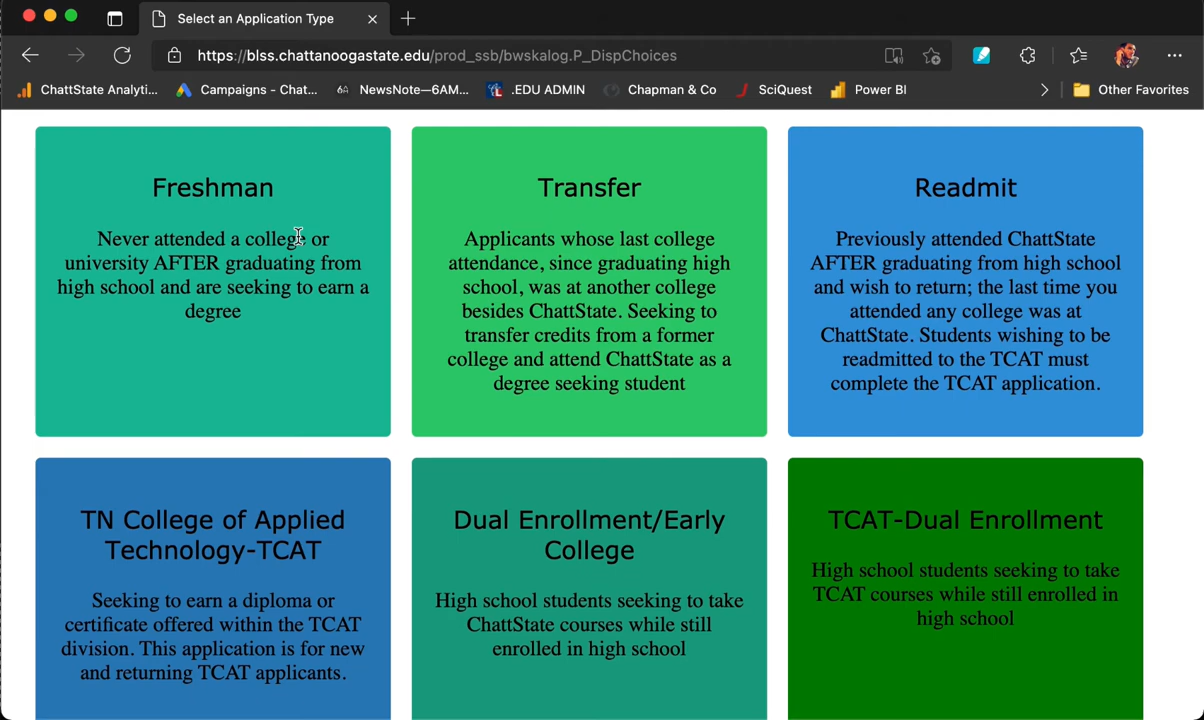 Select an Application Type
https://blss.chattanoogastate.edu/prod_ssb/bwskalog.P_DispChoices
ChattState Analyti...
Campaigns - Chat...
6A
NewsNote—6AM...
.EDU ADMIN
Chapman & Co
SciQuest
Power BI
Other Favorites
Freshman
Never attended a college or
university AFTER graduating from
high school and are seeking to earn a
degree
Transfer
Applicants whose last college
attendance, since graduating high
school, was at another college
besides ChattState. Seeking to
transfer credits from a former
college and attend ChattState as a
degree seeking student
Readmit
Previously attended ChattState
AFTER graduating from high school
and wish to return; the last time you
attended any college was at
ChattState. Students wishing to be
readmitted to the TCAT must
complete the TCAT application.
TN College of Applied
Technology-TCAT
Seeking to earn a diploma or
certificate offered within the TCAT
division. This application is for new
and returning TCAT applicants.
Dual Enrollment/Early
College
High school students seeking to take
ChattState courses while still
enrolled in high school
TCAT-Dual Enrollment
High school students seeking to take
TCAT courses while still enrolled in
high school